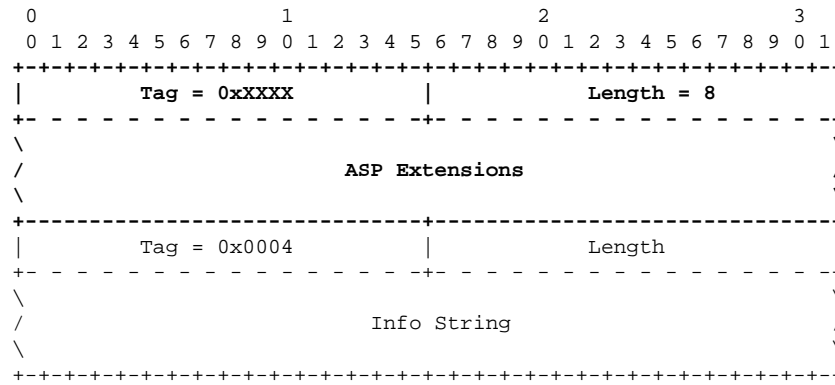 0                   1                   2                   3
 0 1 2 3 4 5 6 7 8 9 0 1 2 3 4 5 6 7 8 9 0 1 2 3 4 5 6 7 8 9 0 1
+-+-+-+-+-+-+-+-+-+-+-+-+-+-+-+-+-+-+-+-+-+-+-+-+-+-+-+-+-+-+-+-
|         Tag = 0xXXXX          |            Length = 8
+- - - - - - - - - - - - - - - -+- - - - - - - - - - - - - - - -
\                                                               \
/                         ASP Extensions                        /
\                                                               \
+-------------------------------+--------------------------------
|         Tag = 0x0004          |            Length
+- - - - - - - - - - - - - - - -+- - - - - - - - - - - - - - - -
\                                                               \
/                           Info String                         /
\                                                               \
+-+-+-+-+-+-+-+-+-+-+-+-+-+-+-+-+-+-+-+-+-+-+-+-+-+-+-+-+-+-+-+-